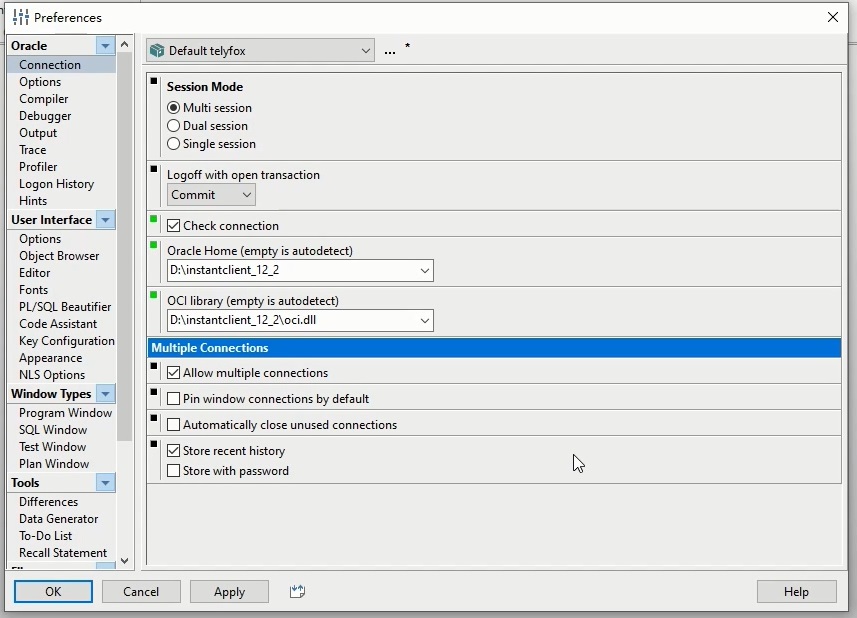 Preferences
Oracle
Connection
Options
Compiler
Debugger
Output
Trace
Profiler
Logon History
Hints
User Interface
Options
Object Browser
Editor
Fonts
PL/SQL Beautifier
Code Assistant
Key Configuration
Appearance
NLS Options
Window Types
Program Window
SQL Window
Test Window
Plan Window
Tools
Differences
Data Generator
To-Do List
Recall Statement
Default telyfox
... *
Session Mode
Multi session
Dual session
Single session
Logoff with open transaction
Commit
Check connection
Oracle Home (empty is autodetect)
D:\instantclient_12_2
OCI library (empty is autodetect)
D:\instantclient_12_2\oci.dll
Multiple Connections
Allow multiple connections
Pin window connections by default
Automatically close unused connections
Store recent history
Store with password
OK
Cancel
Apply
Help